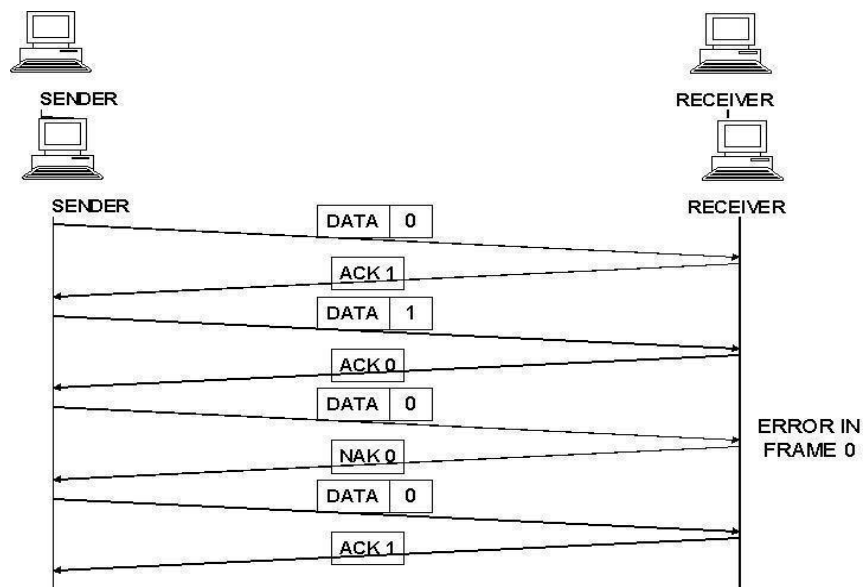 SENDER
RECEIVER
SENDER
RECEIVER
DATA 0
ACK 1
DATA 1
ACK 0
DATA 0
ERROR IN
FRAME 0
NAK 0
DATA 0
ACK 1